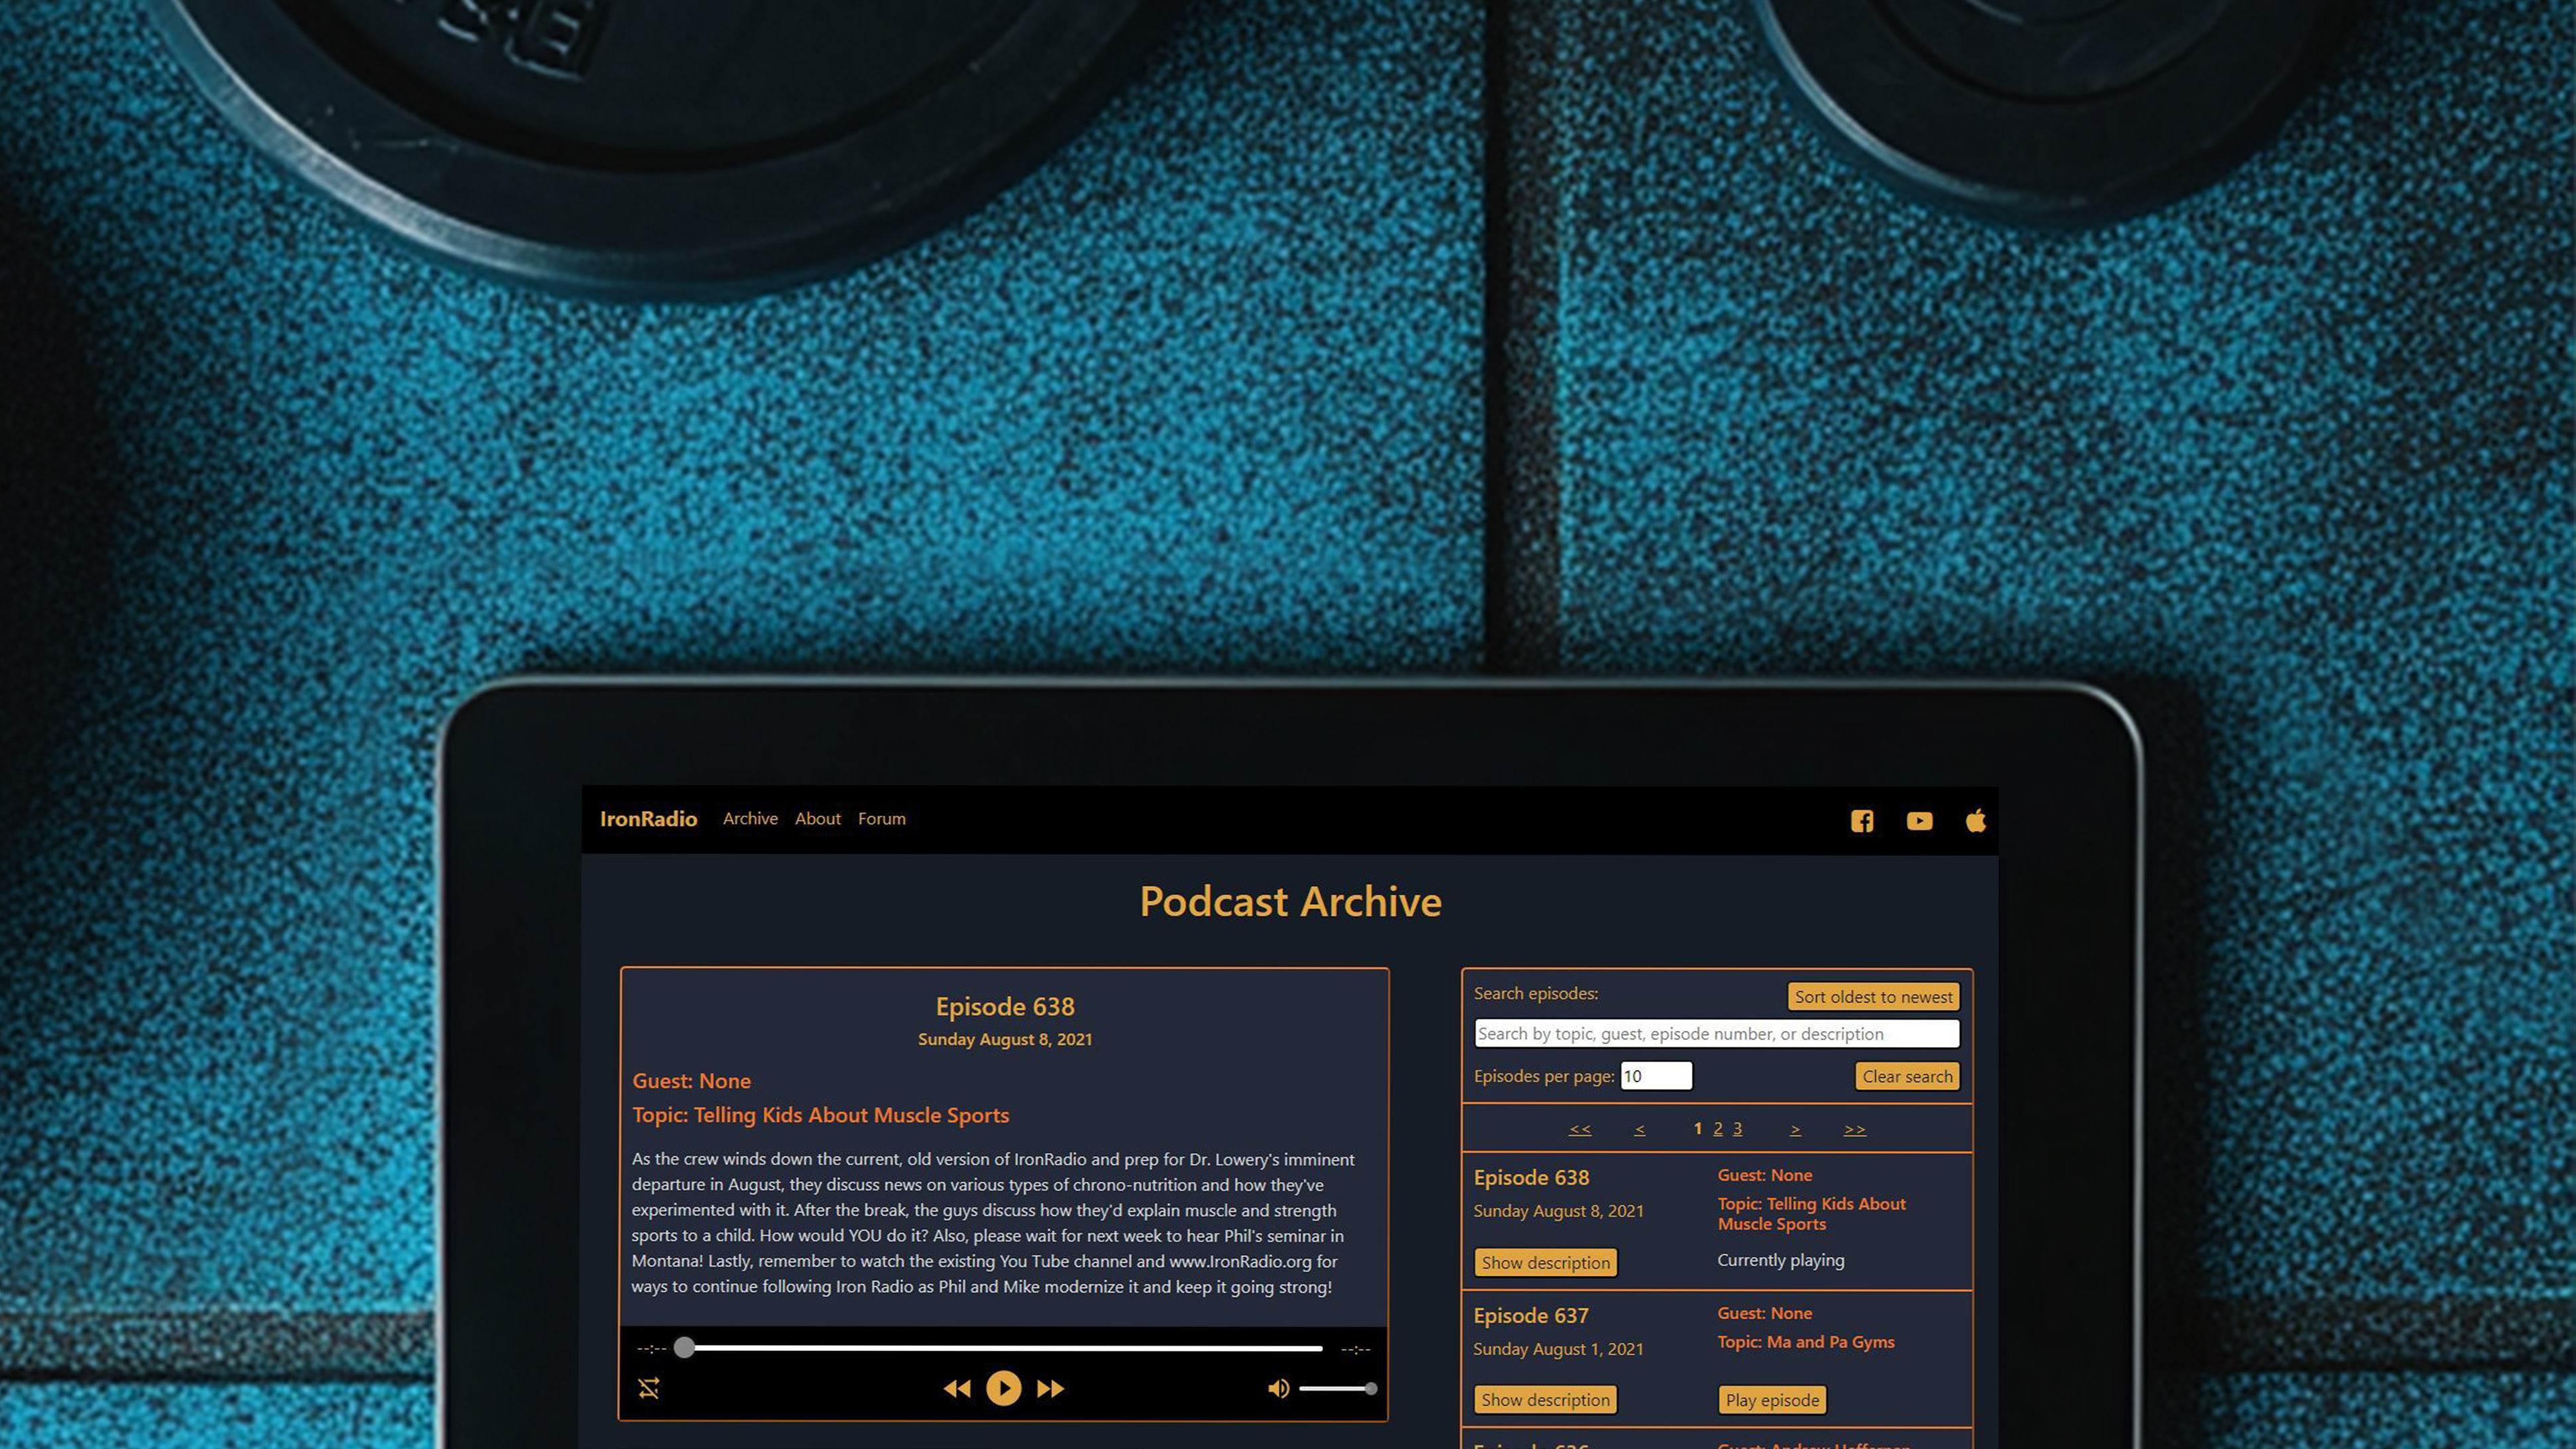 IronRadio Archive About Forum
Podcast Archive
Episode 638
Sunday August 8, 2021
Guest: None
Topic: Telling Kids About Muscle Sports
As the crew winds down the current, old version of IronRadio and prep for Dr. Lowery's imminent
departure in August, they discuss news on various types of chrono-nutrition and how they've
experimented with it. After the break, the guys discuss how they'd explain muscle and strength
sports to a child. How would YOU do it? Also, please wait for next week to hear Phil's seminar in
Montana! Lastly, remember to watch the existing You Tube channel and www.IronRadio.org for
ways to continue following Iron Radio as Phil and Mike modernize it and keep it going strong!
--:-- --:--
Search episodes: Sort oldest to newest
Search by topic, guest, episode number, or description
Episodes per page: 10 Clear search
<< < 1 2 3 > >>
Episode 638
Sunday August 8, 2021
Guest: None
Topic: Telling Kids About
Muscle Sports
Show description
Currently playing
Episode 637
Sunday August 1, 2021
Guest: None
Topic: Ma and Pa Gyms
Show description
Play episode